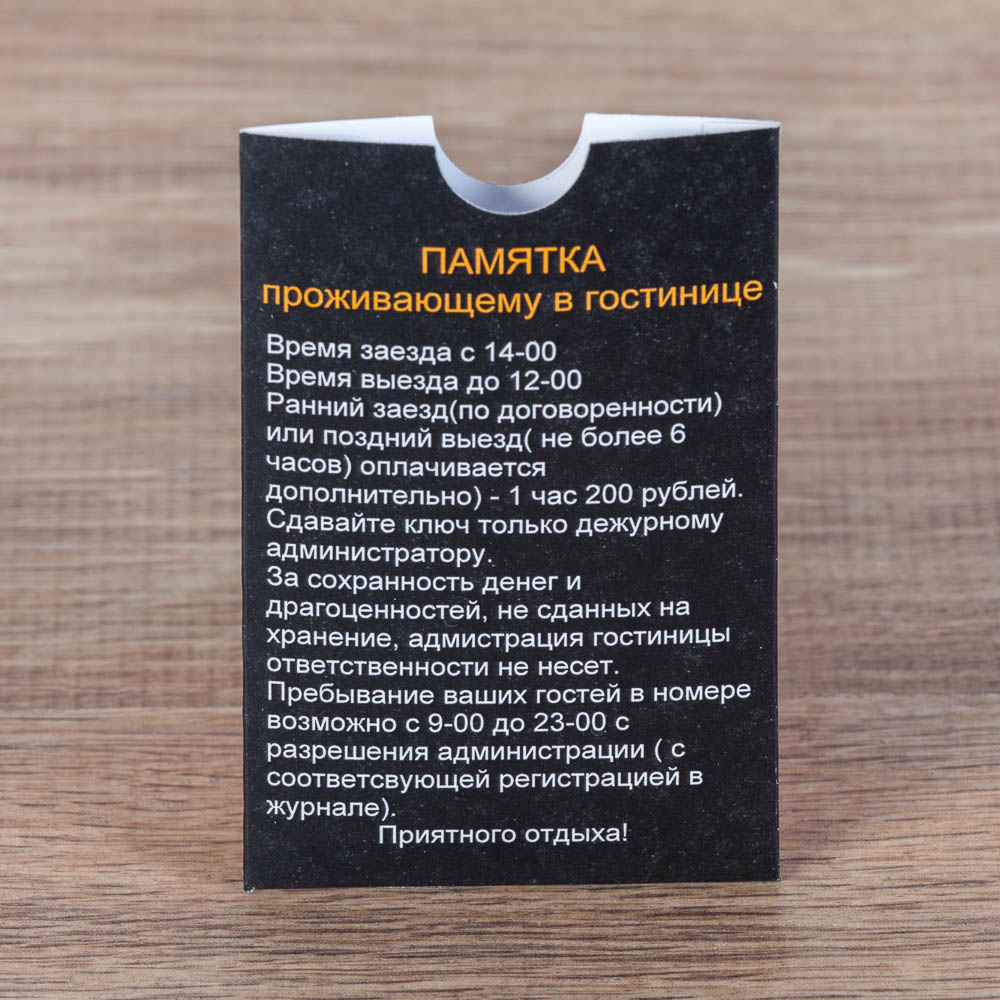 ПАМЯТКА
проживающему в гостинице
Время заезда с 14-00
Время выезда до 12-00
Ранний заезд(по договоренности)
или поздний выезд( не более 6
часов) оплачивается
дополнительно) - 1 час 200 рублей.
Сдавайте ключ только дежурному
администратору.
За сохранность денег и
драгоценностей, не сданных на
хранение, адмистрация гостиницы
ответственности не несет.
Пребывание ваших гостей в номере
возможно с 9-00 до 23-00 с
разрешения администрации ( с
соответсвующей регистрацией в
журнале).
Приятного отдыха!